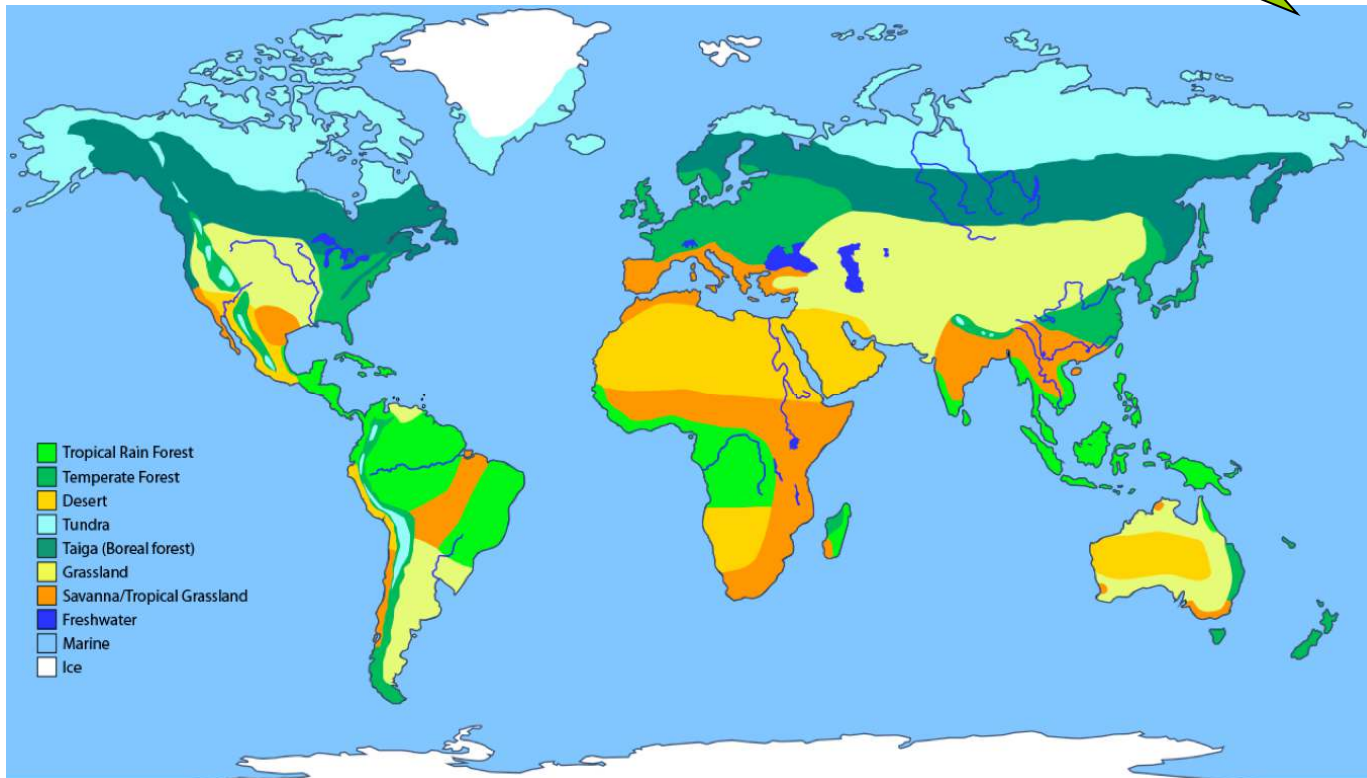 Tropical Rain Forest
Temperate Forest
Desert
Tundra
Taiga (Boreal forest)
Grassland
Savanna/Tropical Grassland
Freshwater
Marine
Ice